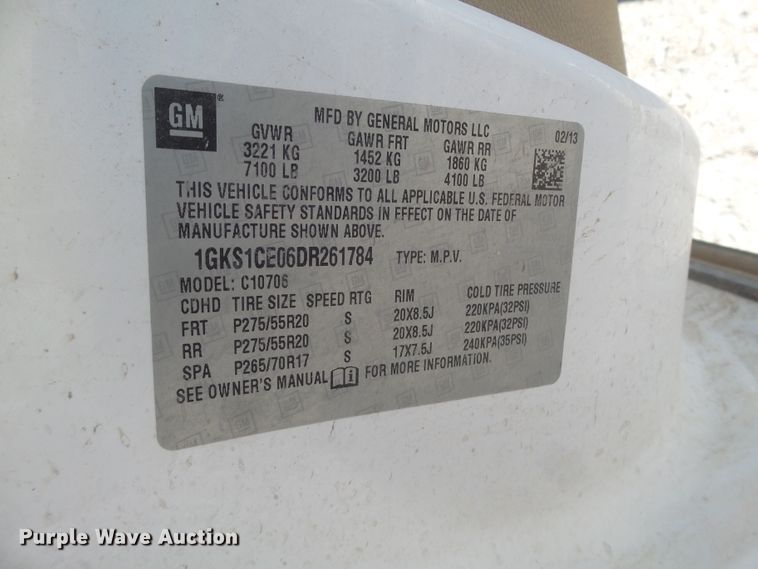 GM ®
MFD BY GENERAL MOTORS LLC 02/13
GVWR GAWR FRT GAWR RR
3221 KG 1452 KG 1860 KG
7100 LB 3200 LB 4100 LB
THIS VEHICLE CONFORMS TO ALL APPLICABLE U.S. FEDERAL MOTOR
VEHICLE SAFETY STANDARDS IN EFFECT ON THE DATE OF
MANUFACTURE SHOWN ABOVE.
1GKS1CE06DR261784 TYPE: M.P.V.
MODEL: C10706
CDHD TIRE SIZE SPEED RTG RIM COLD TIRE PRESSURE
FRT P275/55R20 S 20X8.5J 220KPA(32PSI)
RR P275/55R20 S 20X8.5J 220KPA(32PSI)
SPA P265/70R17 S 17X7.5J 240KPA(35PSI)
SEE OWNER'S MANUAL FOR MORE INFORMATION.
Purple Wave Auction